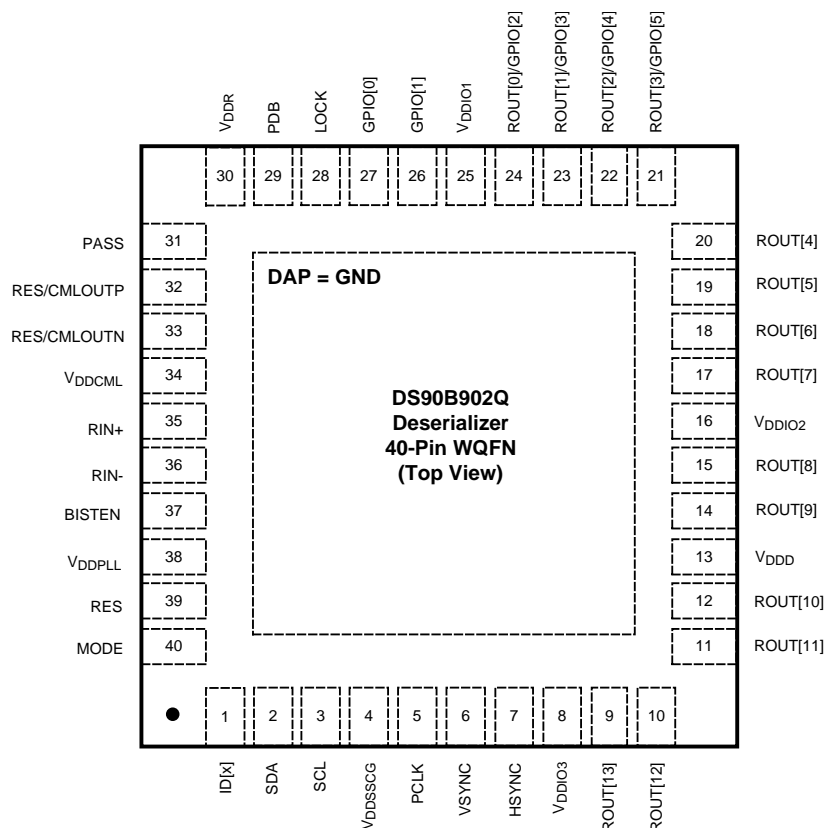 VDDR
PDB
LOCK
GPIO[0]
GPIO[1]
VDDIO1
ROUT[0]/GPIO[2]
ROUT[1]/GPIO[3]
ROUT[2]/GPIO[4]
ROUT[3]/GPIO[5]
30 29 28 27 26 25 24 23 22 21
PASS 31
RES/CMLOUTP 32
RES/CMLOUTN 33
VDDCML 34
RIN+ 35
RIN- 36
BISTEN 37
VDDPLL 38
RES 39
MODE 40
DAP = GND
DS90B902Q
Deserializer
40-Pin WQFN
(Top View)
20 ROUT[4]
19 ROUT[5]
18 ROUT[6]
17 ROUT[7]
16 VDDIO2
15 ROUT[8]
14 ROUT[9]
13 VDDD
12 ROUT[10]
11 ROUT[11]
1 2 3 4 5 6 7 8 9 10
ID[x]
SDA
SCL
VDDSSCG
PCLK
VSYNC
HSYNC
VDDIO3
ROUT[13]
ROUT[12]